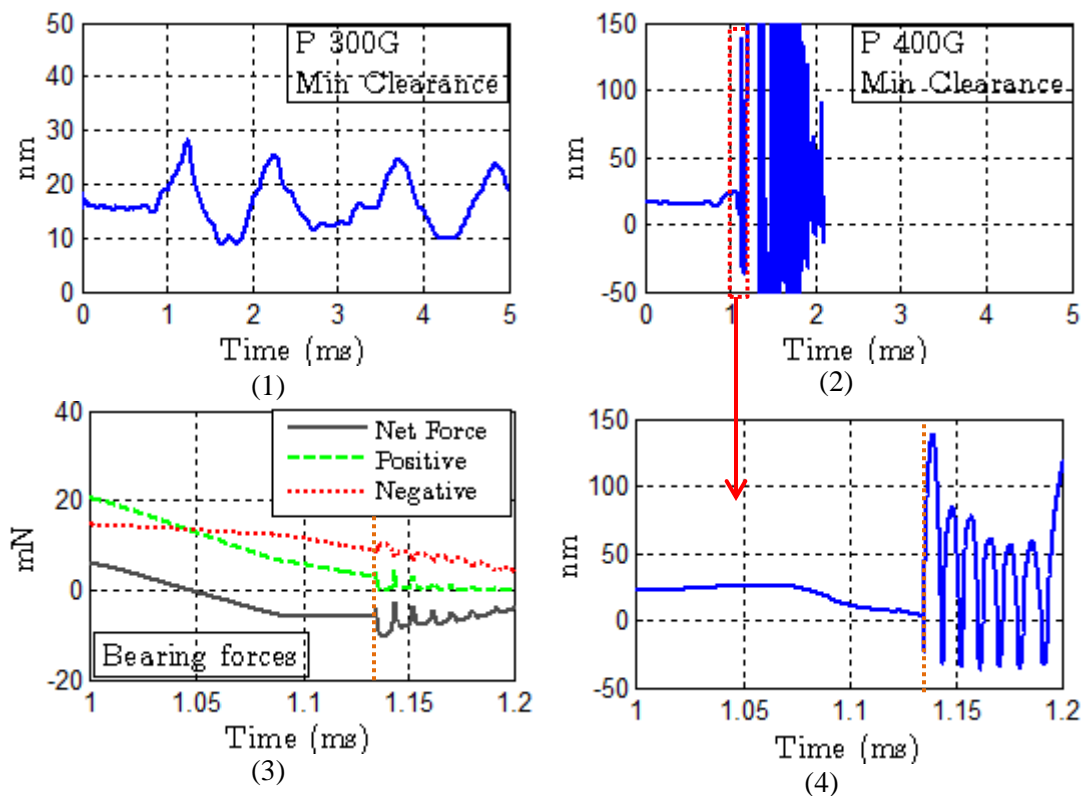 50
40
30
20
10
0
nm
P 300G
Min Clearance
0 1 2 3 4 5
Time (ms)
(1)
150
100
50
0
-50
nm
P 400G
Min Clearance
0 1 2 3 4 5
Time (ms)
(2)
40
20
0
-20
mN
Net Force
Positive
Negative
Bearing forces
1 1.05 1.1 1.15 1.2
Time (ms)
(3)
150
100
50
0
-50
nm
1 1.05 1.1 1.15 1.2
Time (ms)
(4)